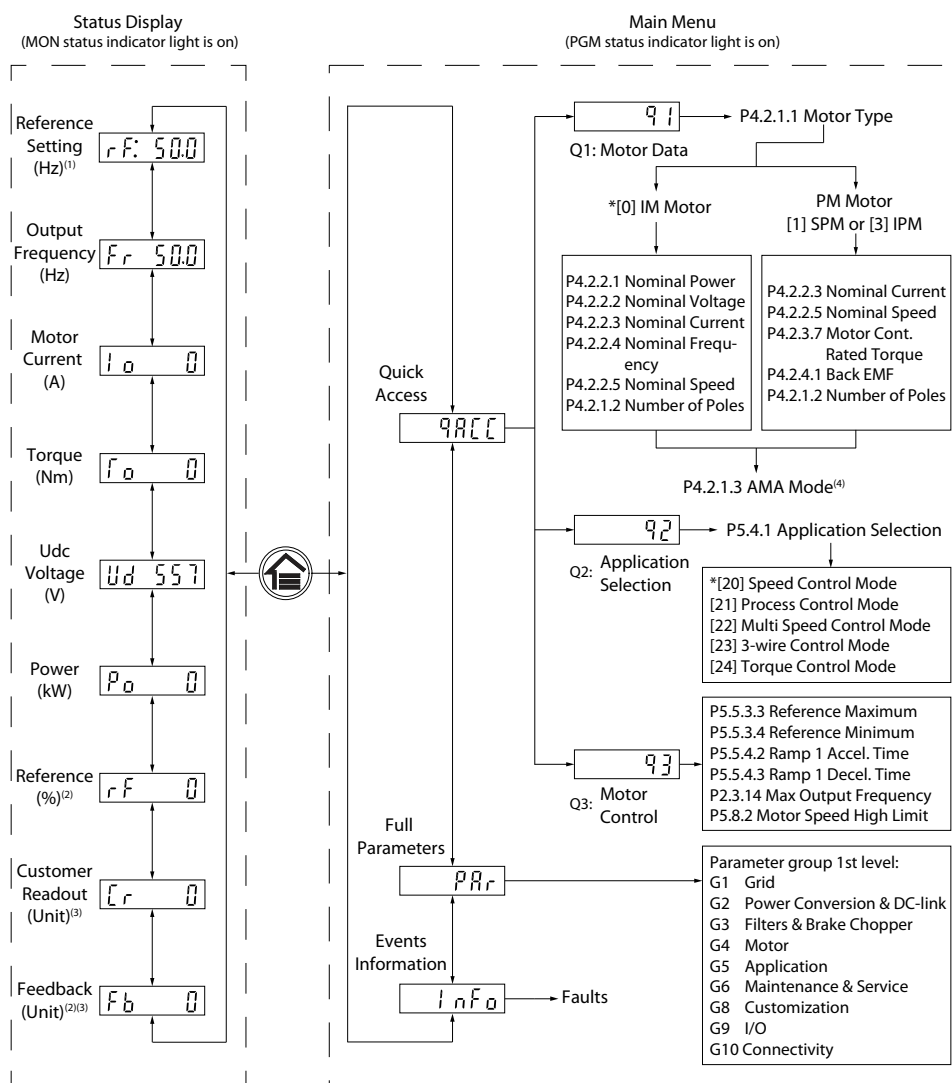 Status Display
(MON status indicator light is on)
Main Menu
(PGM status indicator light is on)
Reference
Setting
(Hz)(1)
rF: 50.0
Output
Frequency
(Hz)
Fr 50.0
Motor
Current
(A)
Io 0
Torque
(Nm)
To 0
Udc
Voltage
(V)
Ud 557
Power
(kW)
Po 0
Reference
(%)(2)
rF 0
Customer
Readout
(Unit)(3)
Cr 0
Feedback
(Unit)(2)(3)
Fb 0
Quick
Access
qACC
Full
Parameters
PAr
Events
Information
InFo
Faults
q1
Q1: Motor Data
P4.2.1.1 Motor Type
*[0] IM Motor
PM Motor
[1] SPM or [3] IPM
P4.2.2.1 Nominal Power
P4.2.2.2 Nominal Voltage
P4.2.2.3 Nominal Current
P4.2.2.4 Nominal Frequ-
ency
P4.2.2.5 Nominal Speed
P4.2.1.2 Number of Poles
P4.2.2.3 Nominal Current
P4.2.2.5 Nominal Speed
P4.2.3.7 Motor Cont.
Rated Torque
P4.2.4.1 Back EMF
P4.2.1.2 Number of Poles
P4.2.1.3 AMA Mode(4)
q2
Q2: Application
Selection
P5.4.1 Application Selection
*[20] Speed Control Mode
[21] Process Control Mode
[22] Multi Speed Control Mode
[23] 3-wire Control Mode
[24] Torque Control Mode
q3
Q3: Motor
Control
P5.5.3.3 Reference Maximum
P5.5.3.4 Reference Minimum
P5.5.4.2 Ramp 1 Accel. Time
P5.5.4.3 Ramp 1 Decel. Time
P2.3.14 Max Output Frequency
P5.8.2 Motor Speed High Limit
Parameter group 1st level:
G1 Grid
G2 Power Conversion & DC-link
G3 Filters & Brake Chopper
G4 Motor
G5 Application
G6 Maintenance & Service
G8 Customization
G9 I/O
G10 Connectivity